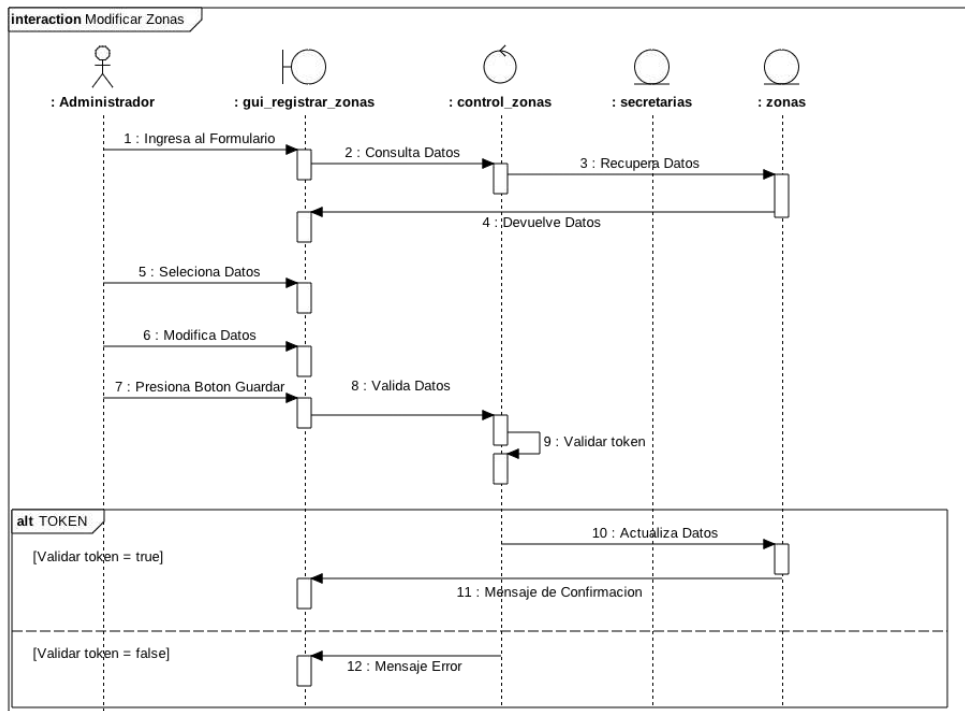 interaction Modificar Zonas
: Administrador
: gui_registrar_zonas
: control_zonas
: secretarias
: zonas
1 : Ingresa al Formulario
2 : Consulta Datos
3 : Recupera Datos
4 : Devuelve Datos
5 : Seleciona Datos
6 : Modifica Datos
7 : Presiona Boton Guardar
8 : Valida Datos
9 : Validar token
alt TOKEN
10 : Actualiza Datos
[Validar token = true]
11 : Mensaje de Confirmacion
[Validar token = false]
12 : Mensaje Error